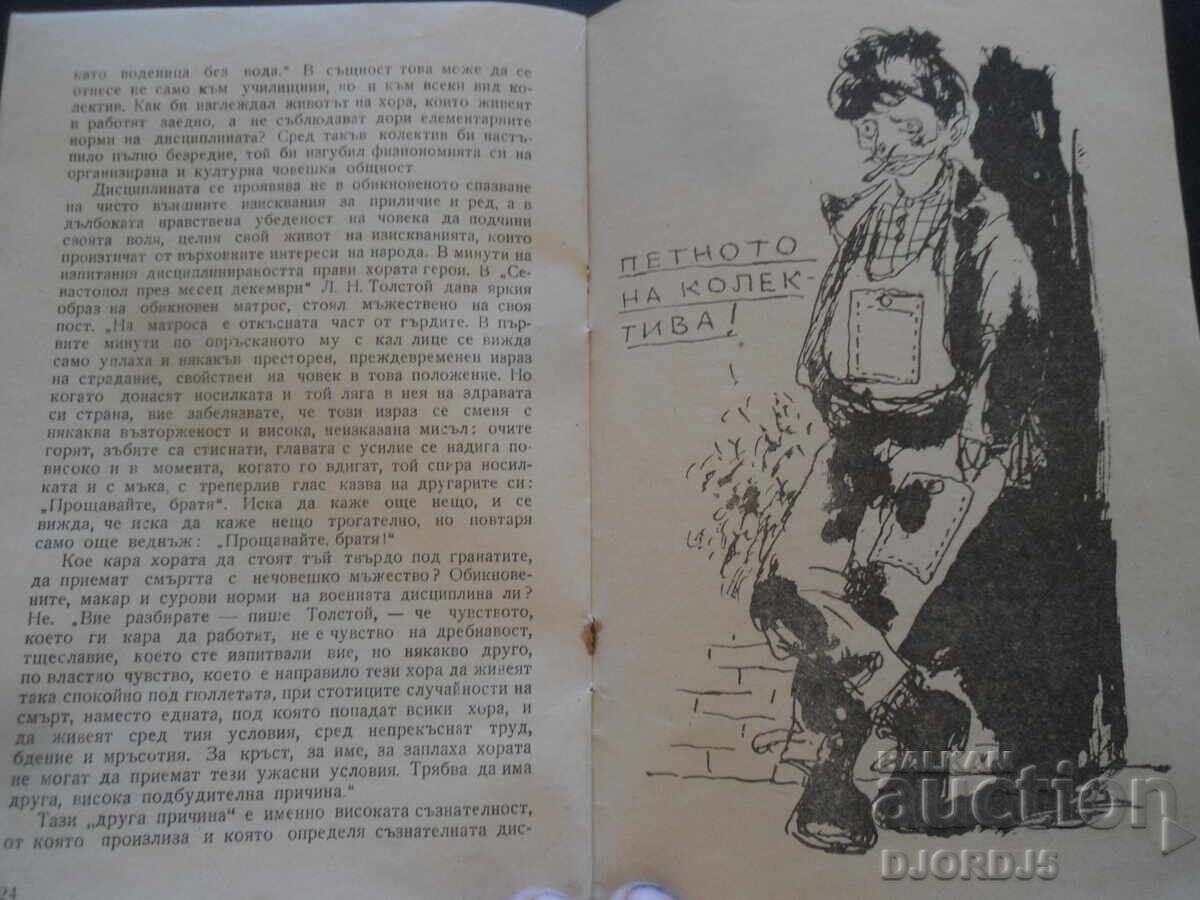 като воденица без вода." В същност това може да се
отнесе не само към училищния, но и към всеки вид ко-
лектив. Как би изглеждал животът на хора, които живеят
и работят заедно, а не съблюдават дори елементарните
норми на дисциплината? Сред такъв колектив би настъ-
пило пълно безредие, той би изгубил физиономията си на
организирана и културна човешка общност
Дисциплината се проявява не в обикновеното спазване
на чисто външните изисквания за приличие и ред, а в
дълбоката нравствена убеденост на човека да подчини
своята воля, целия свой живот на изискванията, които
произтичат от върховните интереси на народа. В минути на
изпитания дисциплинираността прави хората герои. В „Се-
вастопол през месец декември" Л. Н. Толстой дава яркия
образ на обикновен матрос, стоял мъжествено на своя
пост. „На матроса е откъсната част от гърдите. В пър-
вите минути по опръсканото му с кал лице се вижда
само уплаха и някакъв престорен, преждевременен израз
на страдание, свойствен на човек в това положение. Но
когато донасят носилката и той ляга в нея на здравата
си страна, вие забелязвате, че този израз се сменя с
някаква възторженост и висока, неизказана мисъл: очите
горят, зъбите са стиснати, главата с усилие се надига по-
високо и в момента, когато го вдигат, той спира носил-
ката и с мъка, с треперлив глас казва на другарите си:
„Прощавайте, братя". Иска да каже още нещо, и се
вижда, че иска да каже нещо трогателно, но повтаря
само още веднъж: „Прощавайте, братя!"
Кое кара хората да стоят тъй твърдо под гранатите,
да приемат смъртта с нечовешко мъжество? Обикнове-
ните, макар и сурови норми на военната дисциплина ли?
Не. „Вие разбирате — пише Толстой, — че чувството,
което ги кара да работят, не е чувство на дребнавост,
тщеславие, което сте изпитвали вие, но някакво друго,
по властно чувство, което е направило тези хора да живеят
така спокойно под гюллетата, при стотиците случайности на
смърт, наместо едната, под която попадат всики хора, и
да живеят сред тия условия, сред непрекъснат труд,
бдение и мръсотия. За кръст, за име, за заплаха хората
не могат да приемат тези ужасни условия. Трябва да има
друга, висока подбудителна причина."
Тази „друга причина" е именно високата съзнателност,
от която произлиза и която определя съзнателната дис-
24
ПЕТНОТО
НА КОЛЕК-
ТИВА!
BALKAN
auction
DJORDJ5